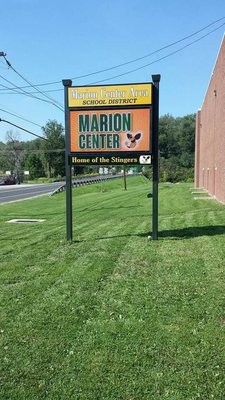 Marion Center Area
SCHOOL DISTRICT
MARION
CENTER
Home of the Stingers